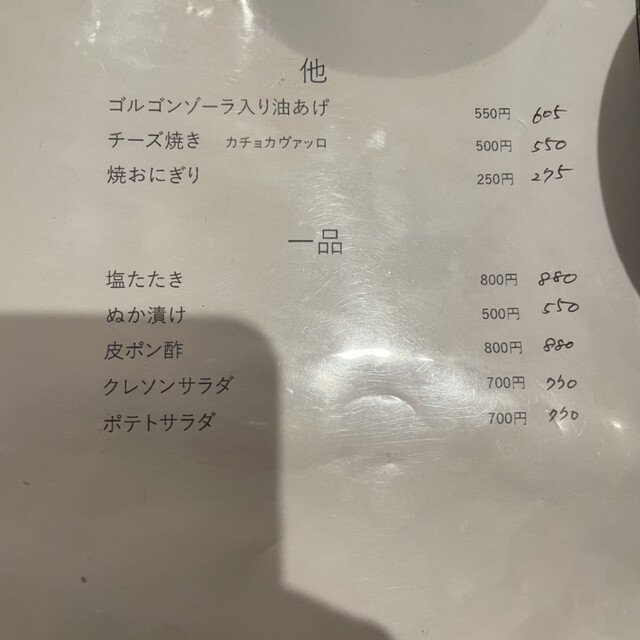 他
ゴルゴンゾーラ入り油あげ 550円 605
チーズ焼き カチョカヴァッロ 500円 550
焼おにぎり 250円 275
一品
塩たたき 800円 880
ぬか漬け 500円 550
皮ポン酢 800円 880
クレソンサラダ 700円 770
ポテトサラダ 700円 770